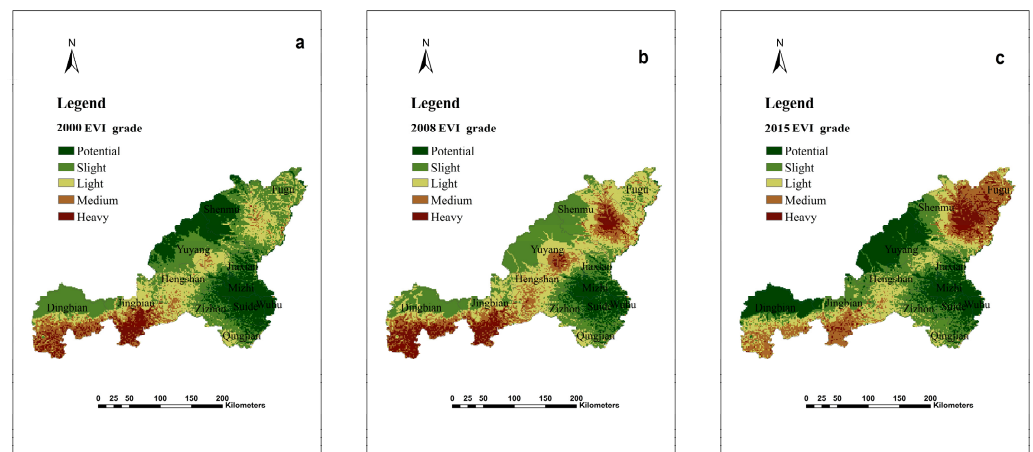 N
a
Legend
2000 EVI grade
Potential
Slight
Light
Medium
Heavy
Fugu
Shenmu
Yuyang
Jiaxian
Hengshan
Mizhi
Dingbian
Jingbian
Zizhou
Suide
Wubu
Qingjian
0 25 50 100 150 200
Kilometers
N
b
Legend
2008 EVI grade
Potential
Slight
Light
Medium
Heavy
Fugu
Shenmu
Yuyang
Jiaxian
Hengshan
Mizhi
Dingbian
Jingbian
Zizhou
Suide
Wubu
Qingjian
0 25 50 100 150 200
Kilometers
N
c
Legend
2015 EVI grade
Potential
Slight
Light
Medium
Heavy
Fugu
Shenmu
Yuyang
Jiaxian
Hengshan
Mizhi
Dingbian
Jingbian
Zizhou
Suide
Wubu
Qingjian
0 25 50 100 150 200
Kilometers